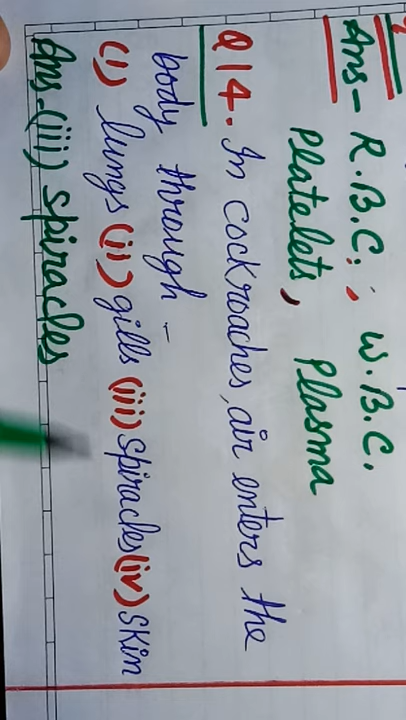 Ans- R.B.C., W.B.C.
Platelets, Plasma
Q14. In cockroaches, air enters the
body through -
(i) lungs (ii) gills (iii) spiracles (iv) skin
Ans-(iii) spiracles